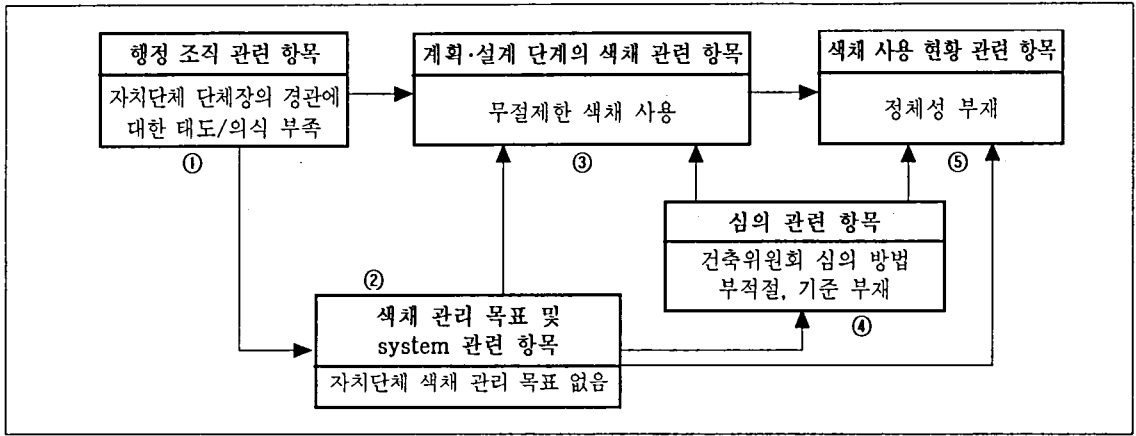 행정 조직 관련 항목
자치단체 단체장의 경관에
대한 태도/의식 부족
①
계획·설계 단계의 색채 관련 항목
무절제한 색채 사용
③
색채 사용 현황 관련 항목
정체성 부재
⑤
심의 관련 항목
건축위원회 심의 방법
부적절, 기준 부재
④
②
색채 관리 목표 및
system 관련 항목
자치단체 색채 관리 목표 없음